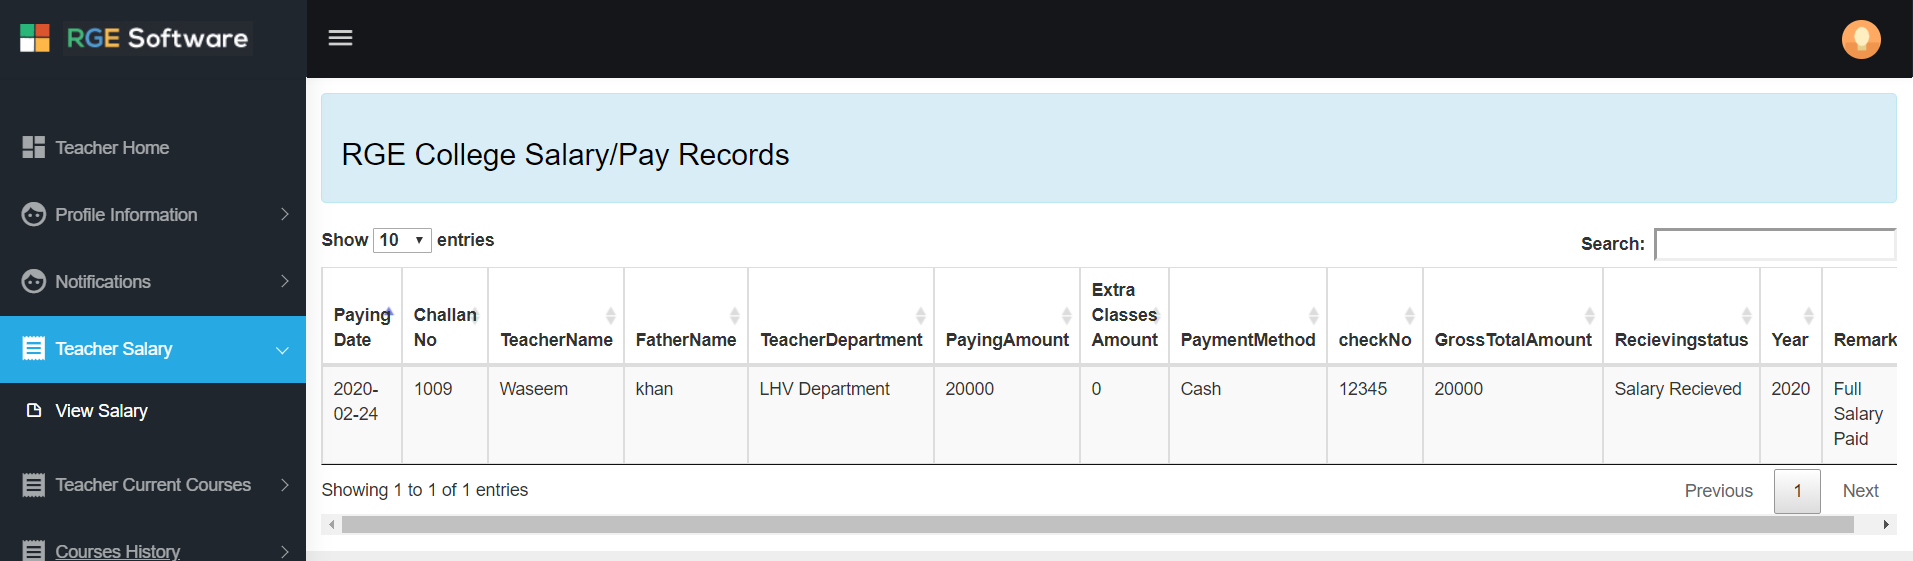 RGE Software
Teacher Home
Profile Information
Notifications
Teacher Salary
View Salary
Teacher Current Courses
Courses History
RGE College Salary/Pay Records
Show 10 entries
Search:
Paying Date
Challan No
TeacherName
FatherName
TeacherDepartment
PayingAmount
Extra Classes Amount
PaymentMethod
checkNo
GrossTotalAmount
Recievingstatus
Year
Remark
2020-02-24
1009
Waseem
khan
LHV Department
20000
0
Cash
12345
20000
Salary Recieved
2020
Full Salary Paid
Showing 1 to 1 of 1 entries
Previous 1 Next